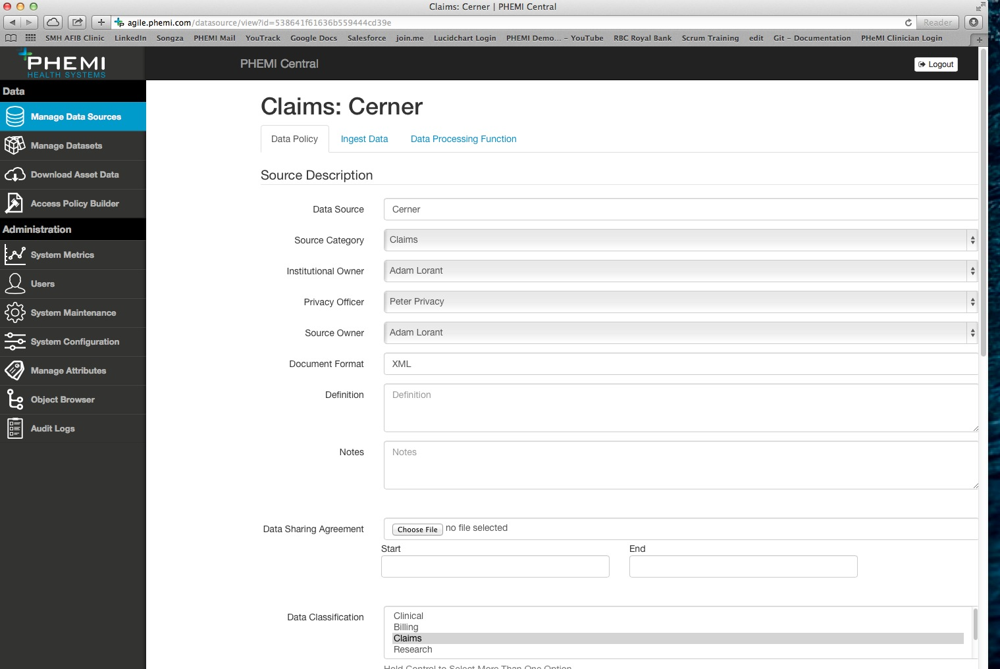 Claims: Cerner | PHEMI Central
agile.phemi.com/datasource/view?id=538641f61636b559444cd39e
Reader
SMH AFIB Clinic LinkedIn Songza PHEMI Mail YouTrack Google Docs Salesforce join.me Lucidchart Login PHEMI Demo... – YouTube RBC Royal Bank Scrum Training edit Git - Documentation PHeMI Clinician Login
PHEMI
HEALTH SYSTEMS
PHEMI Central
Logout
Data
Manage Data Sources
Manage Datasets
Download Asset Data
Access Policy Builder
Administration
System Metrics
Users
System Maintenance
System Configuration
Manage Attributes
Object Browser
Audit Logs
Claims: Cerner
Data Policy Ingest Data Data Processing Function
Source Description
Data Source Cerner
Source Category Claims
Institutional Owner Adam Lorant
Privacy Officer Peter Privacy
Source Owner Adam Lorant
Document Format XML
Definition Definition
Notes Notes
Data Sharing Agreement Choose File no file selected
Start End
Data Classification Clinical
Billing
Claims
Research
Hold Control to Select More Than One Option